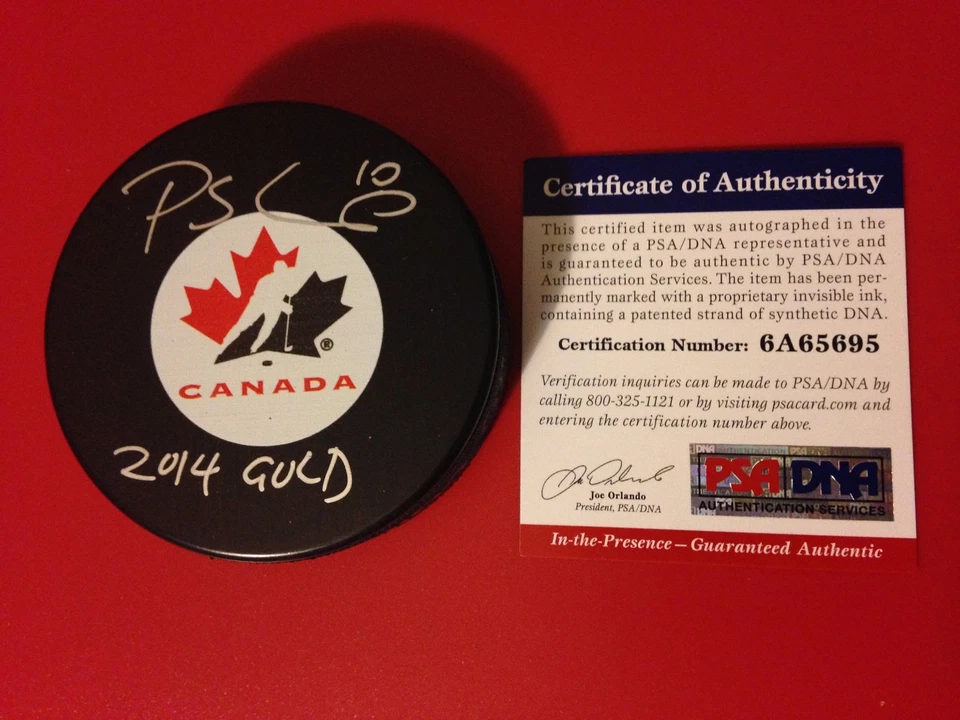 PS
10
®
CANADA
2014 GOLD
Certificate of Authenticity
This certified item was autographed in the
presence of a PSA/DNA representative and
is guaranteed to be authentic by PSA/DNA
Authentication Services. The item has been per-
manently marked with a proprietary invisible ink,
containing a patented strand of synthetic DNA.
Certification Number: 6A65695
Verification inquiries can be made to PSA/DNA by
calling 800-325-1121 or by visiting psacard.com and
entering the certification number above.
Joe Orlando
President, PSA/DNA
PSA DNA
AUTHENTICATION SERVICES
In-the-Presence — Guaranteed Authentic